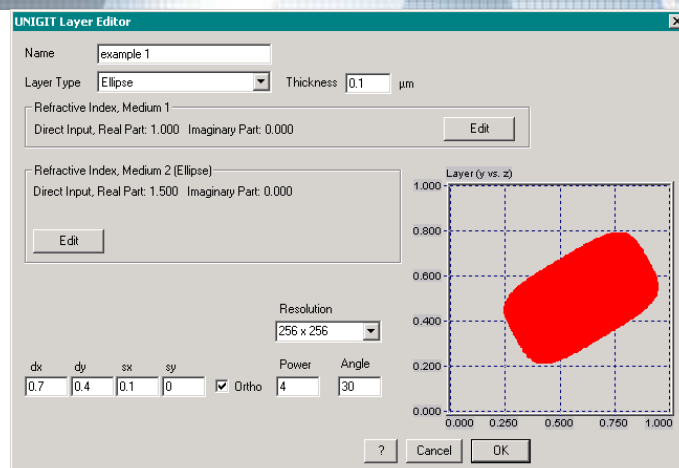 UNIGIT Layer Editor
Name example 1
Layer Type Ellipse Thickness 0.1 µm
Refractive Index, Medium 1
Direct Input, Real Part: 1.000 Imaginary Part: 0.000 Edit
Refractive Index, Medium 2 (Ellipse)
Direct Input, Real Part: 1.500 Imaginary Part: 0.000
Edit
Layer (y vs. z)
1.000
0.800
0.600
0.400
0.200
0.000
0.000 0.250 0.500 0.750 1.000
Resolution
256 x 256
dx dy sx sy Power Angle
0.7 0.4 0.1 0 Ortho 4 30
? Cancel OK